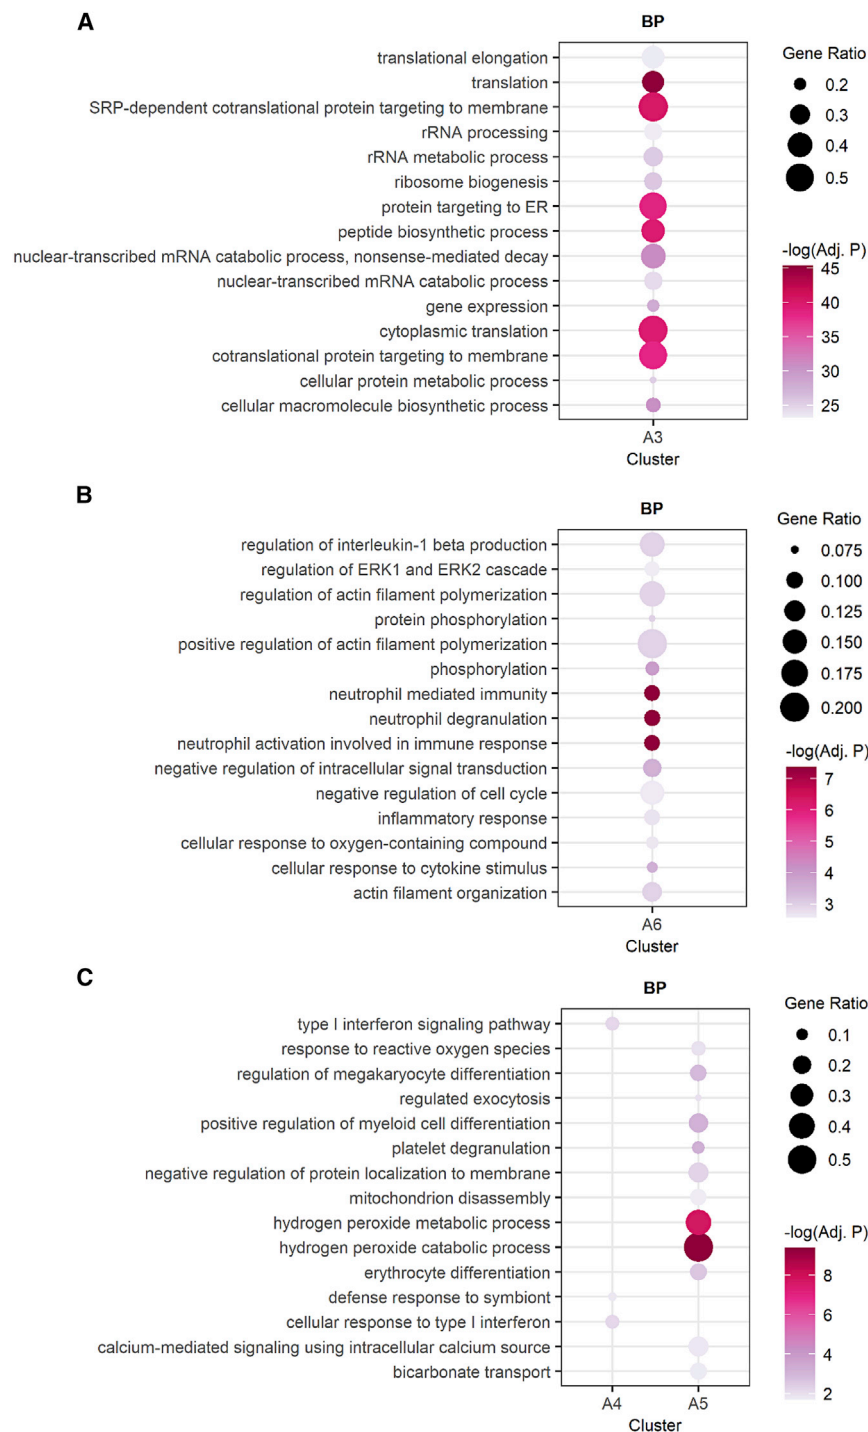 A
BP
translational elongation
translation
SRP-dependent cotranslational protein targeting to membrane
rRNA processing
rRNA metabolic process
ribosome biogenesis
protein targeting to ER
peptide biosynthetic process
nuclear-transcribed mRNA catabolic process, nonsense-mediated decay
nuclear-transcribed mRNA catabolic process
gene expression
cytoplasmic translation
cotranslational protein targeting to membrane
cellular protein metabolic process
cellular macromolecule biosynthetic process
A3
Cluster
Gene Ratio
0.2
0.3
0.4
0.5
-log(Adj. P)
45
40
35
30
25
B
BP
regulation of interleukin-1 beta production
regulation of ERK1 and ERK2 cascade
regulation of actin filament polymerization
protein phosphorylation
positive regulation of actin filament polymerization
phosphorylation
neutrophil mediated immunity
neutrophil degranulation
neutrophil activation involved in immune response
negative regulation of intracellular signal transduction
negative regulation of cell cycle
inflammatory response
cellular response to oxygen-containing compound
cellular response to cytokine stimulus
actin filament organization
A6
Cluster
Gene Ratio
0.075
0.100
0.125
0.150
0.175
0.200
-log(Adj. P)
7
6
5
4
3
C
BP
type I interferon signaling pathway
response to reactive oxygen species
regulation of megakaryocyte differentiation
regulated exocytosis
positive regulation of myeloid cell differentiation
platelet degranulation
negative regulation of protein localization to membrane
mitochondrion disassembly
hydrogen peroxide metabolic process
hydrogen peroxide catabolic process
erythrocyte differentiation
defense response to symbiont
cellular response to type I interferon
calcium-mediated signaling using intracellular calcium source
bicarbonate transport
A4 A5
Cluster
Gene Ratio
0.1
0.2
0.3
0.4
0.5
-log(Adj. P)
8
6
4
2